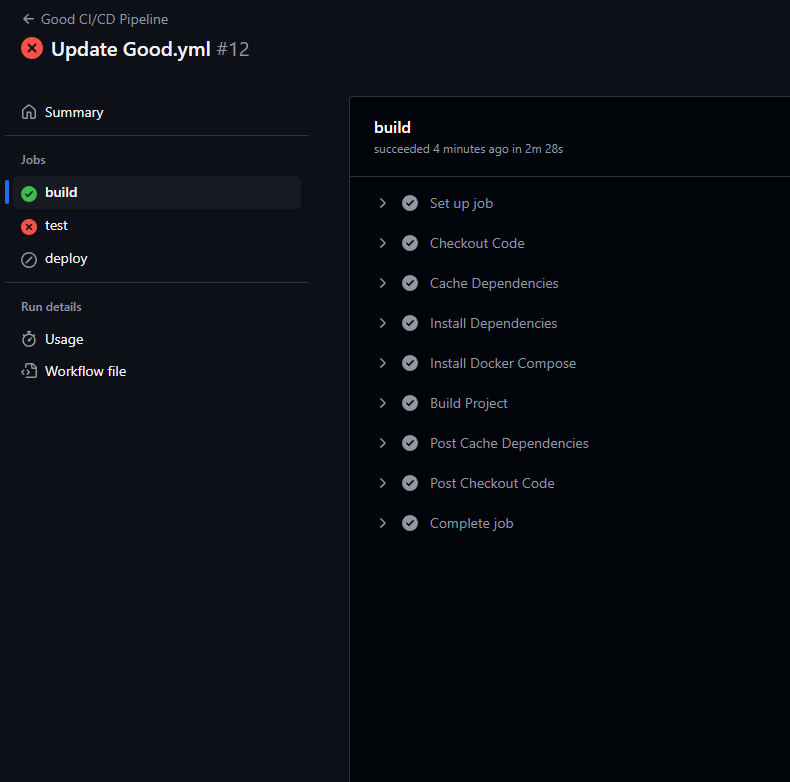 Good CI/CD Pipeline
Update Good.yml #12
Summary
Jobs
build
test
deploy
Run details
Usage
Workflow file
build
succeeded 4 minutes ago in 2m 28s
Set up job
Checkout Code
Cache Dependencies
Install Dependencies
Install Docker Compose
Build Project
Post Cache Dependencies
Post Checkout Code
Complete job